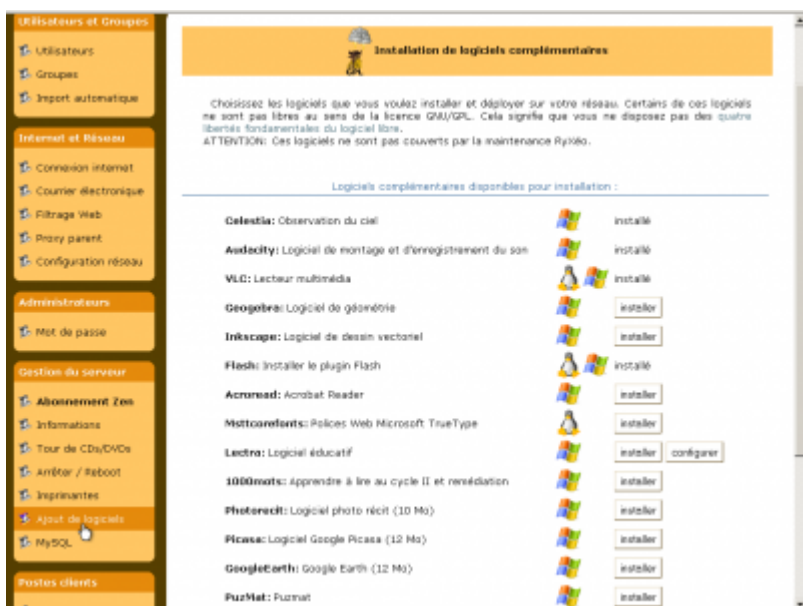 Utilisateurs et Groupes
Utilisateurs
Groupes
Import automatique
Internet et Réseau
Connexion internet
Courrier électronique
Filtrage Web
Proxy parent
Configuration réseau
Administrateurs
Mot de passe
Gestion du serveur
Abonnement Zen
Informations
Tour de CDs/DVDs
Arrêter / Reboot
Imprimantes
Ajout de logiciels
MySQL
Postes clients
Installation de logiciels complémentaires
Choisissez les logiciels que vous voulez installer et déployer sur votre réseau. Certains de ces logiciels
ne sont pas libres au sens de la licence GNU/GPL. Cela signifie que vous ne disposez pas des quatre
libertés fondamentales du logiciel libre.
ATTENTION: Ces logiciels ne sont pas couverts par la maintenance Ryxéo.
Logiciels complémentaires disponibles pour installation :
Celestia: Observation du ciel installé
Audacity: Logiciel de montage et d'enregistrement du son installé
VLC: Lecteur multimédia installé
Geogebra: Logiciel de géométrie installer
Inkscape: Logiciel de dessin vectoriel installer
Flash: Installer le plugin Flash installé
Acroread: Acrobat Reader installer
Msttcorefonts: Polices Web Microsoft TrueType installer
Lectra: Logiciel éducatif installer configurer
1000mots: Apprendre à lire au cycle II et remédiation installer
Photorecit: Logiciel photo récit (10 Mo) installer
Picasa: Logiciel Google Picasa (12 Mo) installer
GoogleEarth: Google Earth (12 Mo) installer
PuzMat: Puzmat installer